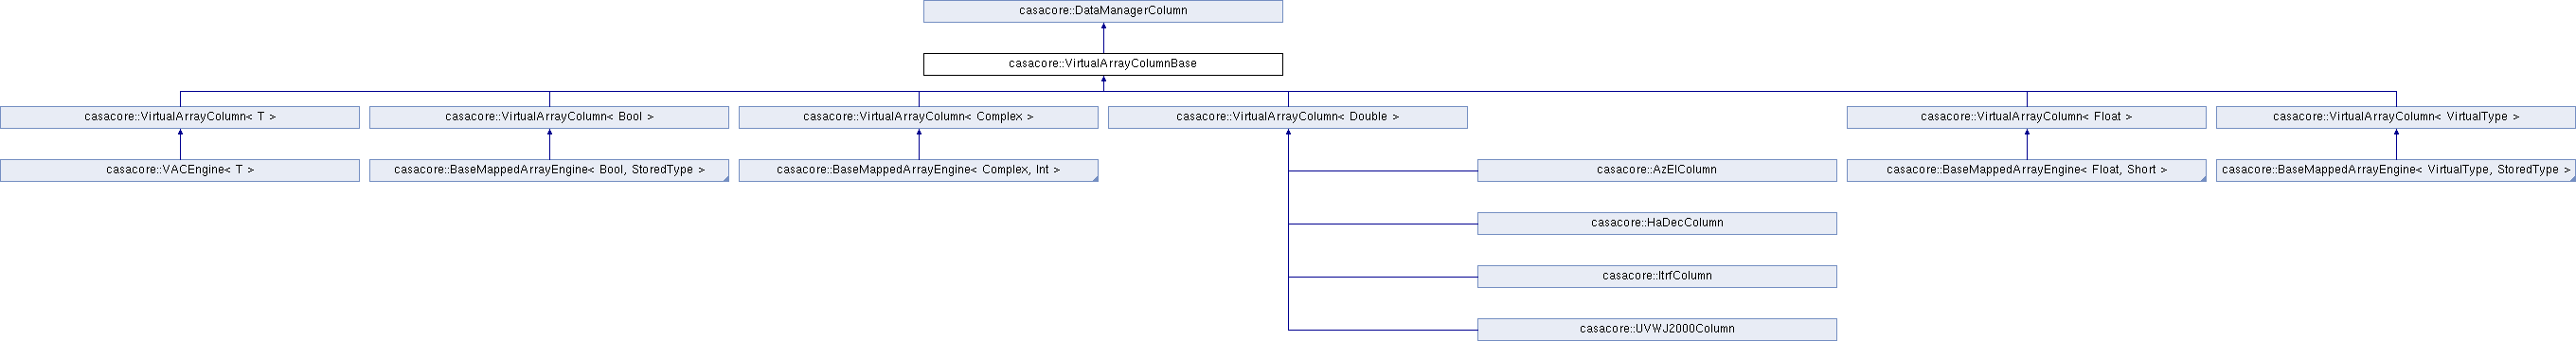 casacore::DataManagerColumn
casacore::VirtualArrayColumnBase
casacore::VirtualArrayColumn< T >
casacore::VirtualArrayColumn< Bool >
casacore::VirtualArrayColumn< Complex >
casacore::VirtualArrayColumn< Double >
casacore::VirtualArrayColumn< Float >
casacore::VirtualArrayColumn< VirtualType >
casacore::VACEngine< T >
casacore::BaseMappedArrayEngine< Bool, StoredType >
casacore::BaseMappedArrayEngine< Complex, Int >
casacore::AzElColumn
casacore::BaseMappedArrayEngine< Float, Short >
casacore::BaseMappedArrayEngine< VirtualType, StoredType >
casacore::HaDecColumn
casacore::ItrfColumn
casacore::UVWJ2000Column